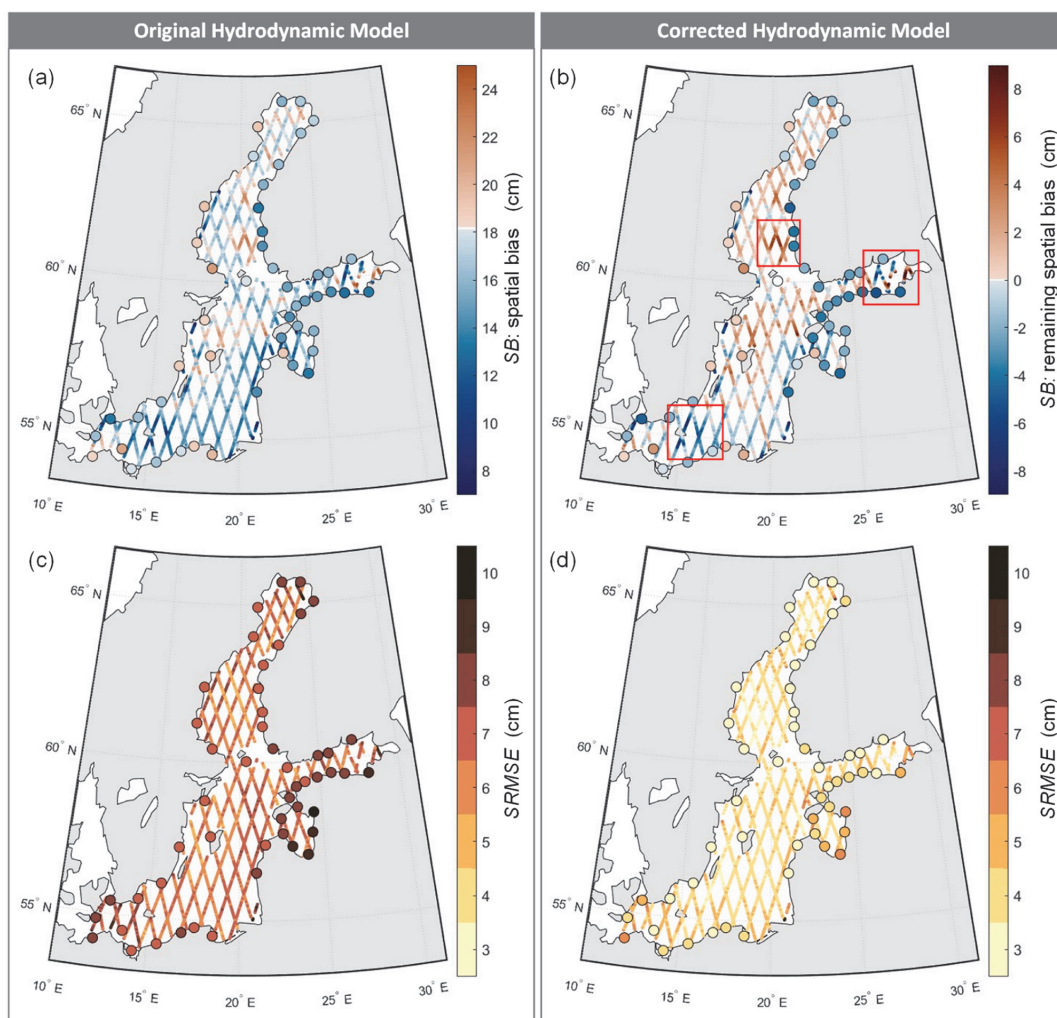 Original Hydrodynamic Model
Corrected Hydrodynamic Model
(a)
65° N
60° N
55° N
10° E
15° E
20° E
25° E
30° E
24
22
20
18
16
14
12
10
8
SB: spatial bias (cm)
(b)
65° N
60° N
55° N
10° E
15° E
20° E
25° E
30° E
8
6
4
2
0
-2
-4
-6
-8
SB: remaining spatial bias (cm)
(c)
65° N
60° N
55° N
10° E
15° E
20° E
25° E
30° E
10
9
8
7
6
5
4
3
SRMSE (cm)
(d)
65° N
60° N
55° N
10° E
15° E
20° E
25° E
30° E
10
9
8
7
6
5
4
3
SRMSE (cm)